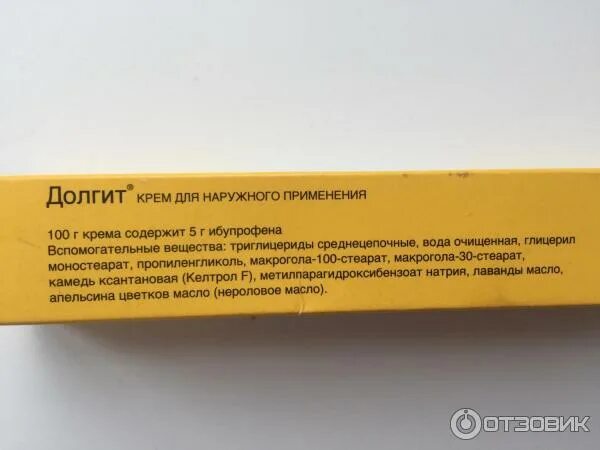 Долгит® КРЕМ ДЛЯ НАРУЖНОГО ПРИМЕНЕНИЯ
100 г крема содержит 5 г ибупрофена
Вспомогательные вещества: триглицериды среднецепочные, вода очищенная, глицерил
моностеарат, пропиленгликоль, макрогола-100-стеарат, макрогола-30-стеарат,
камедь ксантановая (Келтрол F), метилпарагидроксибензоат натрия, лаванды масло,
апельсина цветков масло (нероловое масло).
ОТЗОВИК